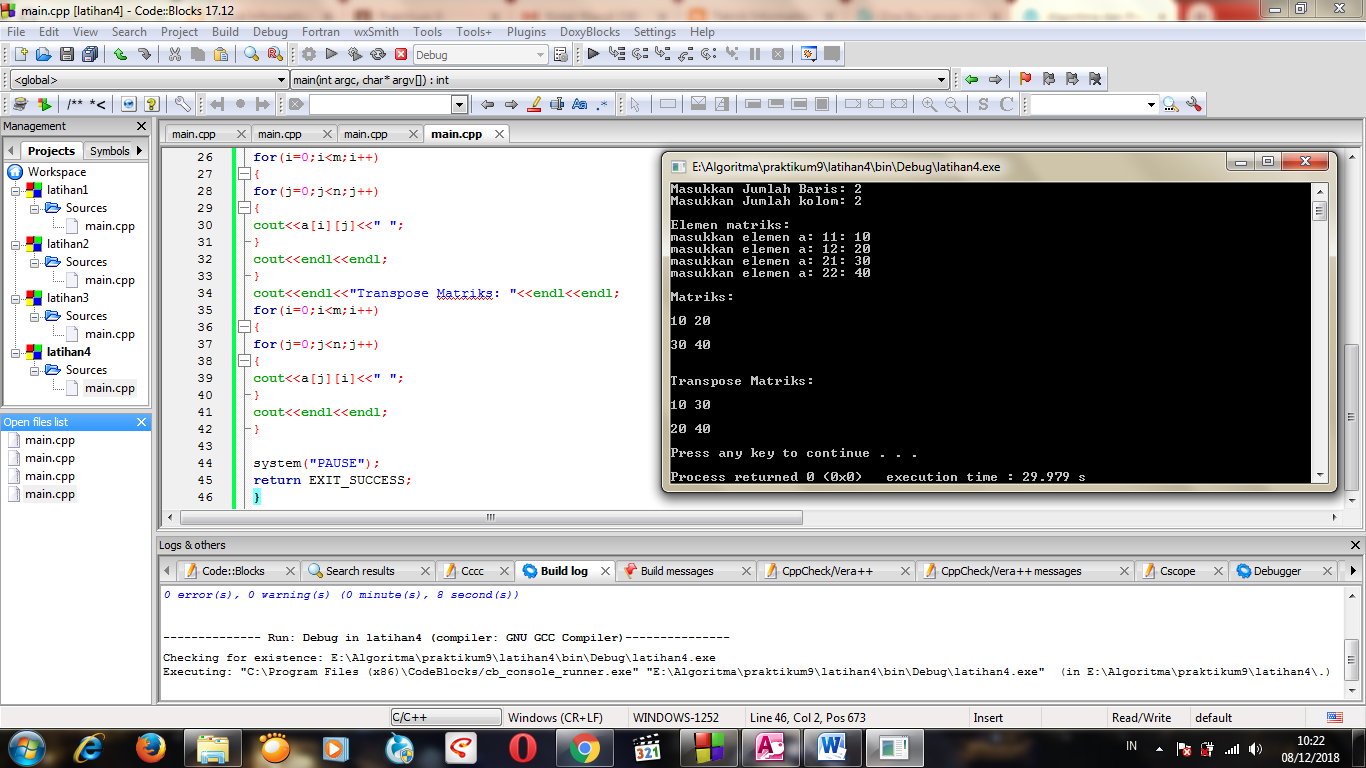 main.cpp [latihan4] - Code::Blocks 17.12
File Edit View Search Project Build Debug Fortran wxSmith Tools Tools+ Plugins DoxyBlocks Settings Help
Debug
<global> main(int argc, char* argv[]) : int
/** *<
S C
Management
Projects Symbols
Workspace
latihan1
Sources
main.cpp
latihan2
Sources
main.cpp
latihan3
Sources
main.cpp
latihan4
Sources
main.cpp
Open files list
main.cpp
main.cpp
main.cpp
main.cpp
main.cpp main.cpp main.cpp main.cpp
26 for(i=0;i<m;i++)
27 {
28 for(j=0;j<n;j++)
29 {
30 cout<<a[i][j]<<" ";
31 }
32 cout<<endl<<endl;
33 }
34 cout<<endl<<"Transpose Matriks: "<<endl<<endl;
35 for(i=0;i<m;i++)
36 {
37 for(j=0;j<n;j++)
38 {
39 cout<<a[j][i]<<" ";
40 }
41 cout<<endl<<endl;
42 }
43
44 system("PAUSE");
45 return EXIT_SUCCESS;
46 }
E:\Algoritma\praktikum9\latihan4\bin\Debug\latihan4.exe
Masukkan Jumlah Baris: 2
Masukkan Jumlah kolom: 2
Elemen matriks:
masukkan elemen a: 11: 10
masukkan elemen a: 12: 20
masukkan elemen a: 21: 30
masukkan elemen a: 22: 40
Matriks:
10 20
30 40
Transpose Matriks:
10 30
20 40
Press any key to continue . . .
Process returned 0 (0x0)   execution time : 29.979 s
Logs & others
Code::Blocks Search results Cccc Build log Build messages CppCheck/Vera++ CppCheck/Vera++ messages Cscope Debugger
0 error(s), 0 warning(s) (0 minute(s), 8 second(s))
-------------- Run: Debug in latihan4 (compiler: GNU GCC Compiler)---------------
Checking for existence: E:\Algoritma\praktikum9\latihan4\bin\Debug\latihan4.exe
Executing: "C:\Program Files (x86)\CodeBlocks/cb_console_runner.exe" "E:\Algoritma\praktikum9\latihan4\bin\Debug\latihan4.exe"  (in E:\Algoritma\praktikum9\latihan4\.)
C/C++ Windows (CR+LF) WINDOWS-1252 Line 46, Col 2, Pos 673 Insert Read/Write default
321
IN
10:22
08/12/2018